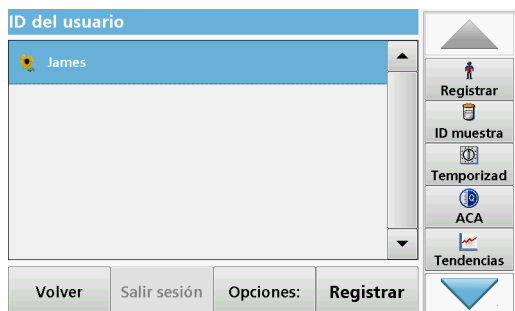 ID del usuario
James
Registrar
ID muestra
Temporizad
ACA
Tendencias
Volver
Salir sesión
Opciones:
Registrar